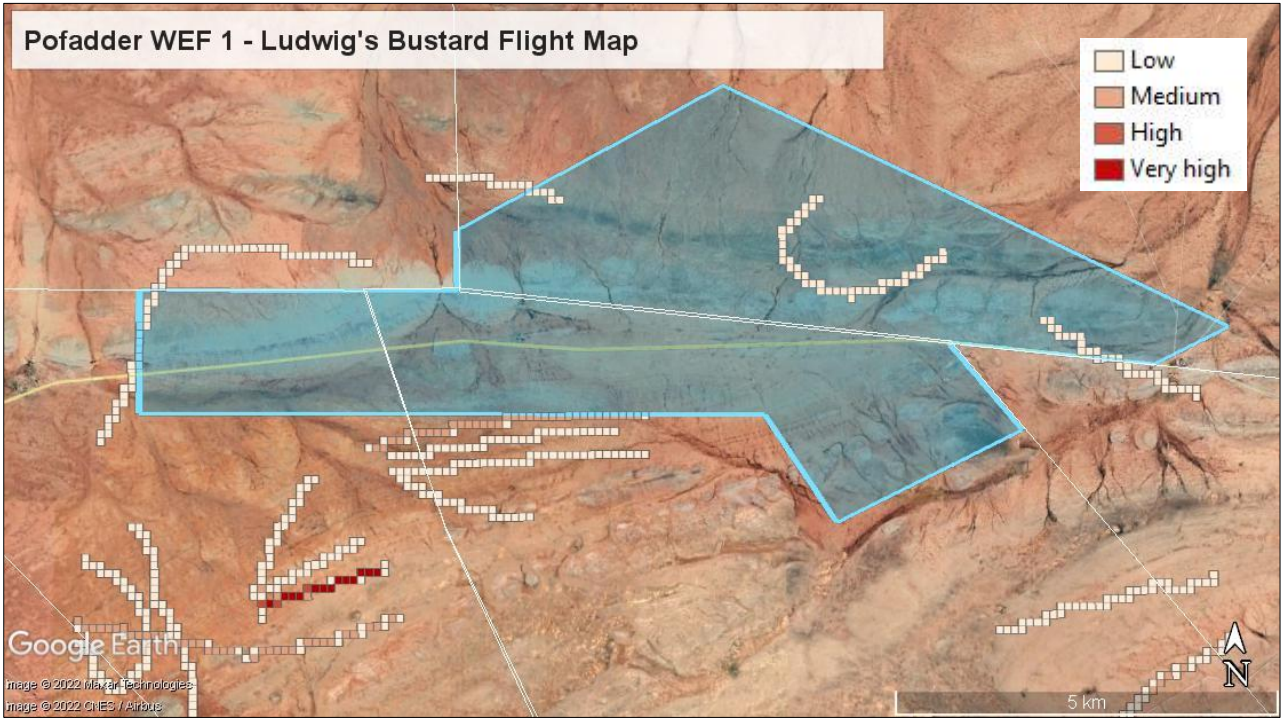 Pofadder WEF 1 - Ludwig's Bustard Flight Map
Low
Medium
High
Very high
Google Earth
Image © 2022 Maxar Technologies
Image © 2022 CNES / Airbus
5 km
N